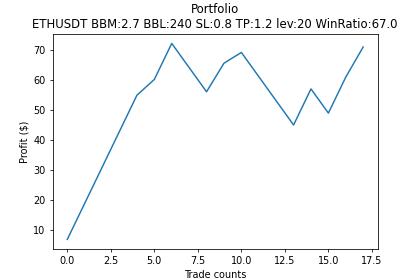 Portfolio
ETHUSDT BBM:2.7 BBL:240 SL:0.8 TP:1.2 lev:20 WinRatio:67.0
Profit ($)
70
60
50
40
30
20
10
0.0 2.5 5.0 7.5 10.0 12.5 15.0 17.5
Trade counts